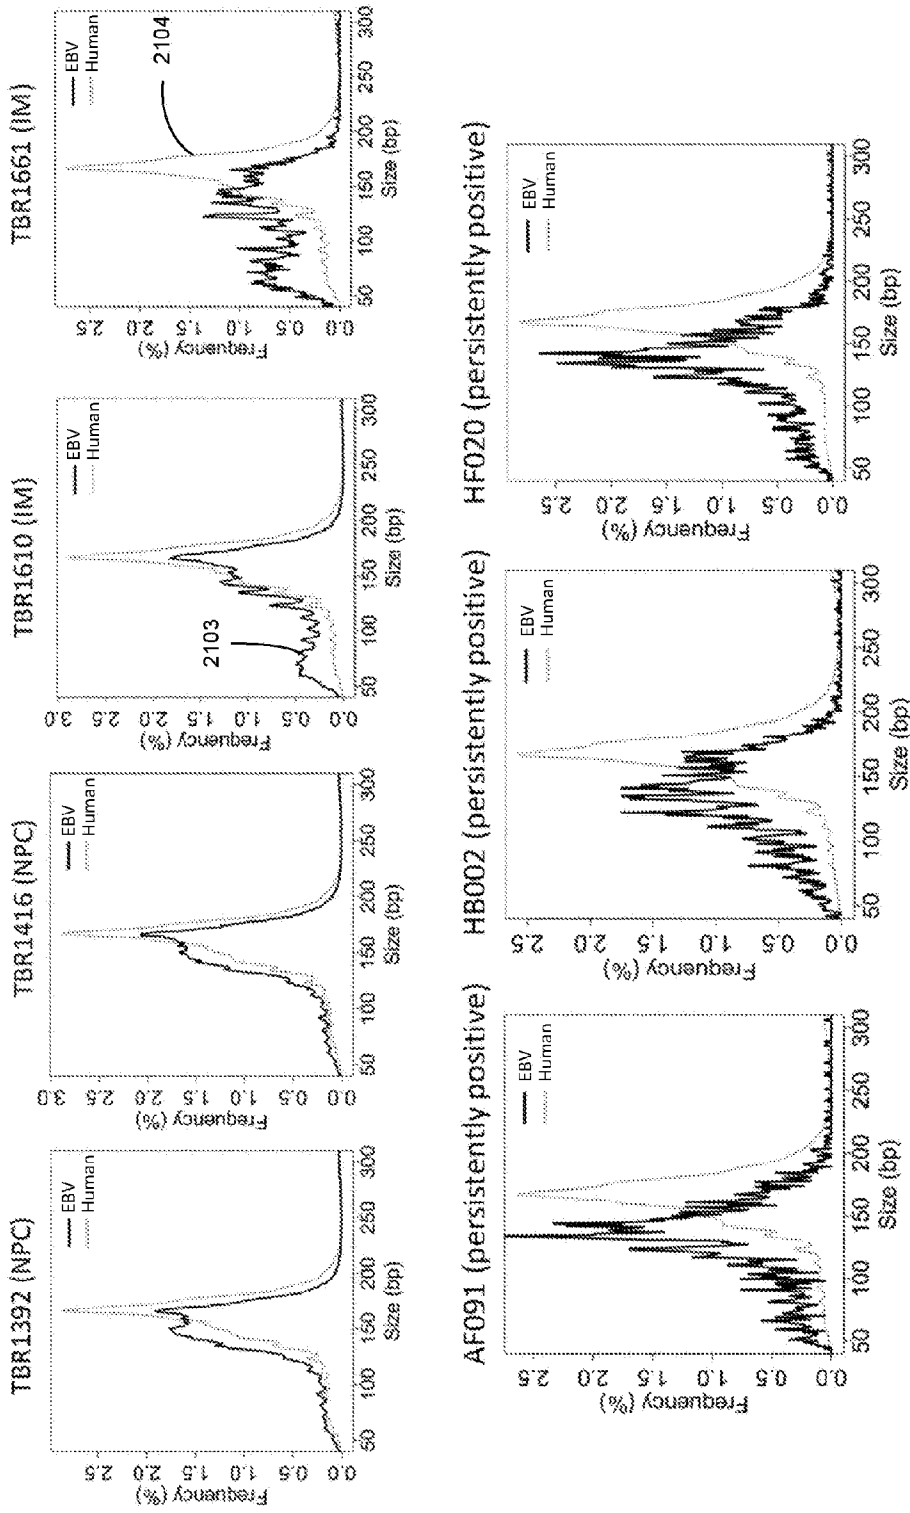 TBR1392 (NPC)
EBV
Human
Frequency (%)
0.0 0.5 1.0 1.5 2.0 2.5
50 100 150 200 250 300
Size (bp)
TBR1416 (NPC)
EBV
Human
Frequency (%)
0.0 0.5 1.0 1.5 2.0 2.5 3.0
50 100 150 200 250 300
Size (bp)
TBR1610 (IM)
EBV
Human
2103
Frequency (%)
0.0 0.5 1.0 1.5 2.0 2.5 3.0
50 100 150 200 250 300
Size (bp)
TBR1661 (IM)
EBV
Human
2104
Frequency (%)
0.0 0.5 1.0 1.5 2.0 2.5
50 100 150 200 250 300
Size (bp)
AF091 (persistently positive)
EBV
Human
Frequency (%)
0.0 0.5 1.0 1.5 2.0 2.5
50 100 150 200 250 300
Size (bp)
HB002 (persistently positive)
EBV
Human
Frequency (%)
0.0 0.5 1.0 1.5 2.0 2.5
50 100 150 200 250 300
Size (bp)
HF020 (persistently positive)
EBV
Human
Frequency (%)
0.0 0.5 1.0 1.5 2.0 2.5
50 100 150 200 250 300
Size (bp)